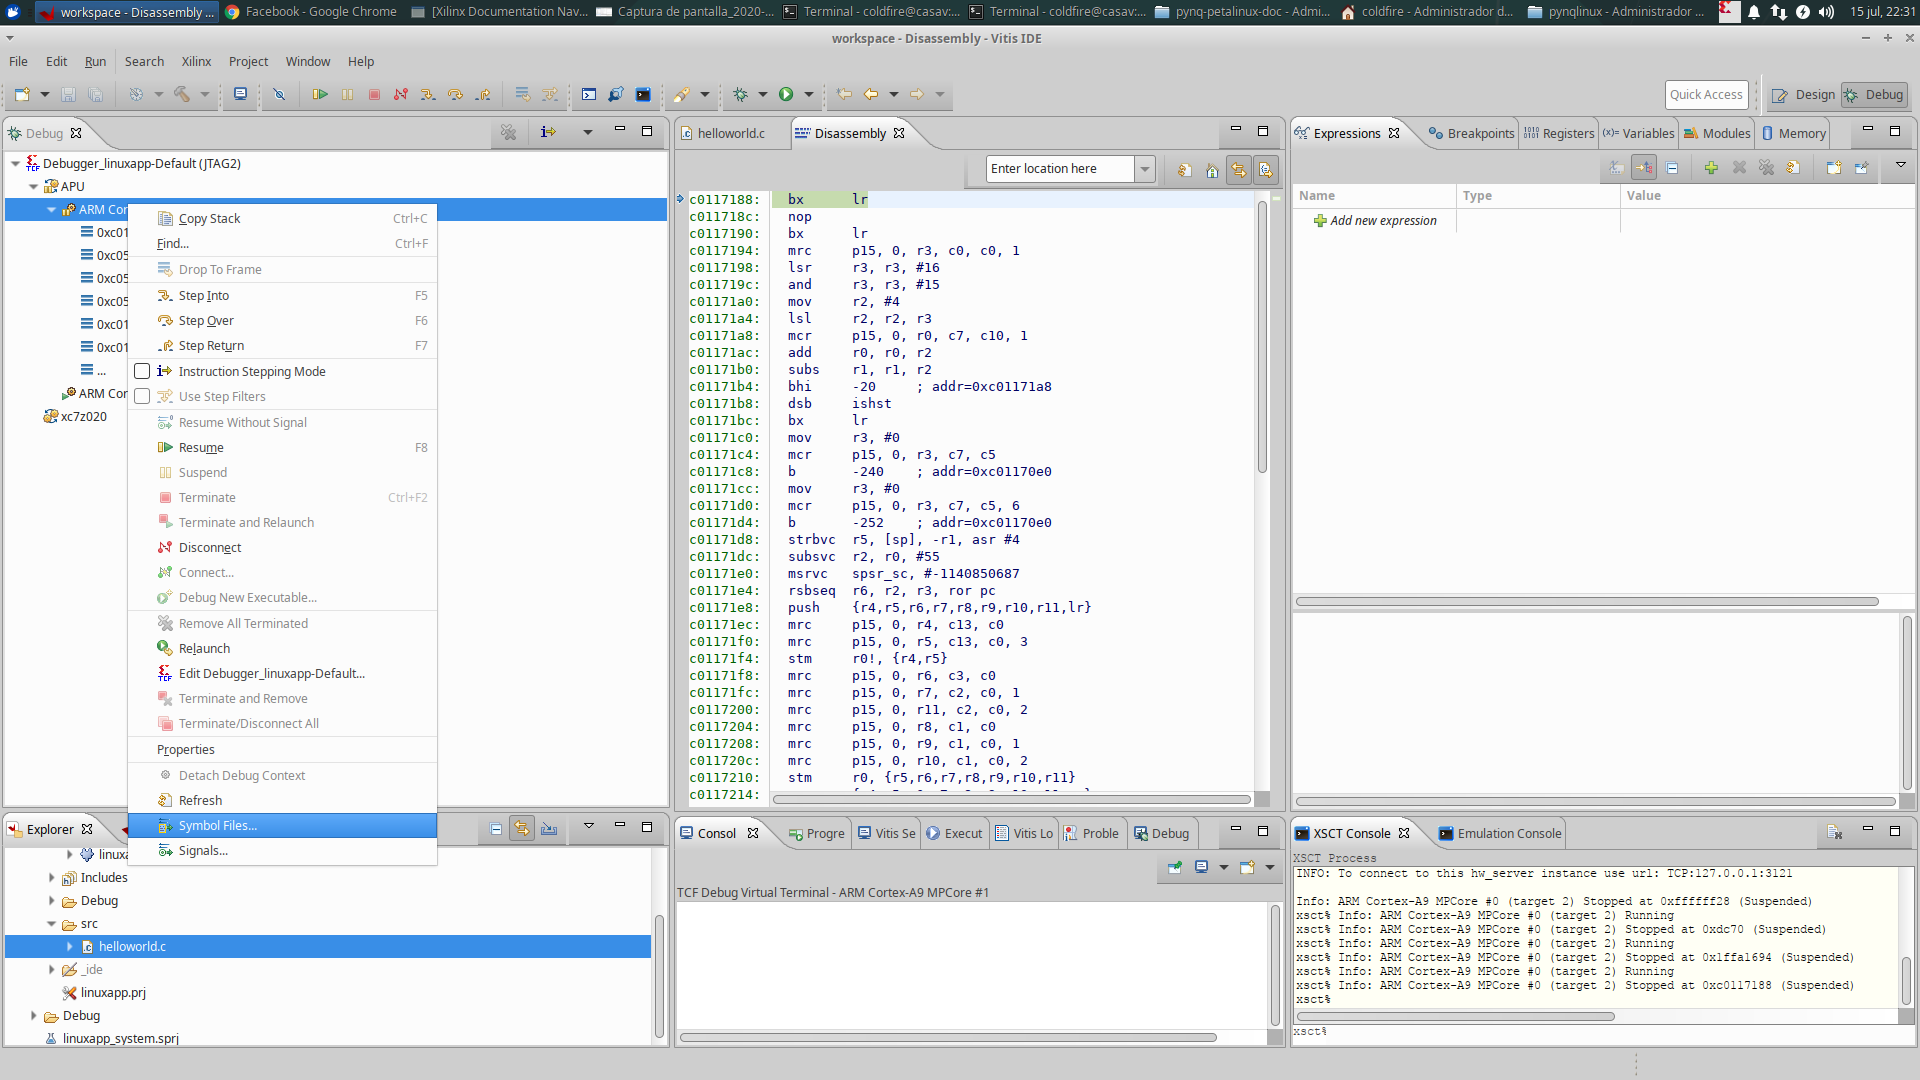 workspace - Disassembly ...
Facebook - Google Chrome
[Xilinx Documentation Nav...
Captura de pantalla_2020-...
Terminal - coldfire@casav:...
Terminal - coldfire@casav:...
pynq-petalinux-doc - Admi...
coldfire - Administrador d...
pynqlinux - Administrador ...
15 jul, 22:31
workspace - Disassembly - Vitis IDE
File Edit Run Search Xilinx Project Window Help
Quick Access
Design
Debug
Debug
Debugger_linuxapp-Default (JTAG2)
APU
ARM Cor
0xc01
0xc05
0xc05
0xc05
0xc01
0xc01
...
ARM Cor
xc7z020
Copy Stack Ctrl+C
Find... Ctrl+F
Drop To Frame
Step Into F5
Step Over F6
Step Return F7
Instruction Stepping Mode
Use Step Filters
Resume Without Signal
Resume F8
Suspend
Terminate Ctrl+F2
Terminate and Relaunch
Disconnect
Connect...
Debug New Executable...
Remove All Terminated
Relaunch
Edit Debugger_linuxapp-Default...
Terminate and Remove
Terminate/Disconnect All
Properties
Detach Debug Context
Refresh
Symbol Files...
Signals...
Explorer
linuxa
Includes
Debug
src
helloworld.c
_ide
linuxapp.prj
Debug
linuxapp_system.sprj
helloworld.c
Disassembly
Enter location here
c0117188: bx lr
c011718c: nop
c0117190: bx lr
c0117194: mrc p15, 0, r3, c0, c0, 1
c0117198: lsr r3, r3, #16
c011719c: and r3, r3, #15
c01171a0: mov r2, #4
c01171a4: lsl r2, r2, r3
c01171a8: mcr p15, 0, r0, c7, c10, 1
c01171ac: add r0, r0, r2
c01171b0: subs r1, r1, r2
c01171b4: bhi -20 ; addr=0xc01171a8
c01171b8: dsb ishst
c01171bc: bx lr
c01171c0: mov r3, #0
c01171c4: mcr p15, 0, r3, c7, c5
c01171c8: b -240 ; addr=0xc01170e0
c01171cc: mov r3, #0
c01171d0: mcr p15, 0, r3, c7, c5, 6
c01171d4: b -252 ; addr=0xc01170e0
c01171d8: strbvc r5, [sp], -r1, asr #4
c01171dc: subsvc r2, r0, #55
c01171e0: msrvc spsr_sc, #-1140850687
c01171e4: rsbseq r6, r2, r3, ror pc
c01171e8: push {r4,r5,r6,r7,r8,r9,r10,r11,lr}
c01171ec: mrc p15, 0, r4, c13, c0
c01171f0: mrc p15, 0, r5, c13, c0, 3
c01171f4: stm r0!, {r4,r5}
c01171f8: mrc p15, 0, r6, c3, c0
c01171fc: mrc p15, 0, r7, c2, c0, 1
c0117200: mrc p15, 0, r11, c2, c0, 2
c0117204: mrc p15, 0, r8, c1, c0
c0117208: mrc p15, 0, r9, c1, c0, 1
c011720c: mrc p15, 0, r10, c1, c0, 2
c0117210: stm r0, {r5,r6,r7,r8,r9,r10,r11}
c0117214:
Expressions
Breakpoints
Registers
Variables
Modules
Memory
Name Type Value
Add new expression
Consol
Progre
Vitis Se
Execut
Vitis Lo
Proble
Debug
TCF Debug Virtual Terminal - ARM Cortex-A9 MPCore #1
XSCT Console
Emulation Console
XSCT Process
INFO: To connect to this hw_server instance use url: TCP:127.0.0.1:3121
Info: ARM Cortex-A9 MPCore #0 (target 2) Stopped at 0xffffff28 (Suspended)
xsct% Info: ARM Cortex-A9 MPCore #0 (target 2) Running
xsct% Info: ARM Cortex-A9 MPCore #0 (target 2) Stopped at 0xdc70 (Suspended)
xsct% Info: ARM Cortex-A9 MPCore #0 (target 2) Running
xsct% Info: ARM Cortex-A9 MPCore #0 (target 2) Stopped at 0x1ffa1694 (Suspended)
xsct% Info: ARM Cortex-A9 MPCore #0 (target 2) Running
xsct% Info: ARM Cortex-A9 MPCore #0 (target 2) Stopped at 0xc0117188 (Suspended)
xsct%
xsct%